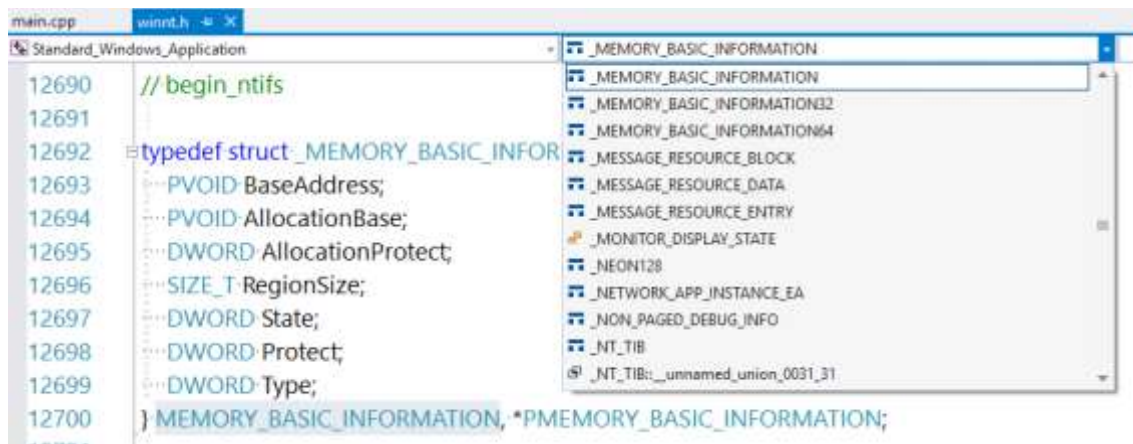 main.cpp winnt.h
Standard_Windows_Application _MEMORY_BASIC_INFORMATION
12690 // begin_ntifs
12691
12692 typedef struct _MEMORY_BASIC_INFOR
12693 PVOID BaseAddress;
12694 PVOID AllocationBase;
12695 DWORD AllocationProtect;
12696 SIZE_T RegionSize;
12697 DWORD State;
12698 DWORD Protect;
12699 DWORD Type;
12700 } MEMORY_BASIC_INFORMATION, *PMEMORY_BASIC_INFORMATION;
_MEMORY_BASIC_INFORMATION
_MEMORY_BASIC_INFORMATION32
_MEMORY_BASIC_INFORMATION64
_MESSAGE_RESOURCE_BLOCK
_MESSAGE_RESOURCE_DATA
_MESSAGE_RESOURCE_ENTRY
_MONITOR_DISPLAY_STATE
_NEON128
_NETWORK_APP_INSTANCE_EA
_NON_PAGED_DEBUG_INFO
_NT_TIB
_NT_TIB::__unnamed_union_0031_31